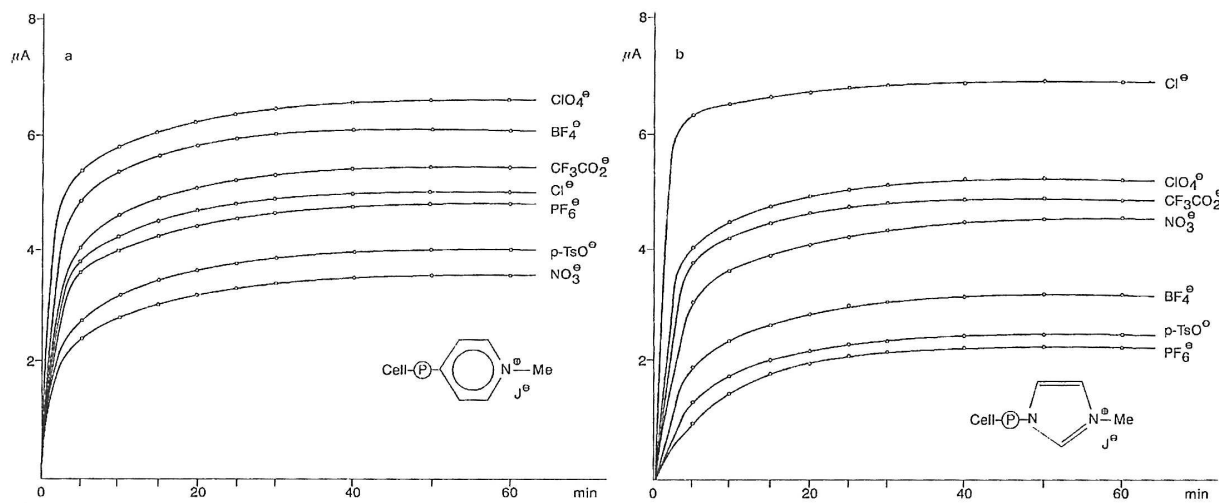 8
µA
a
6
4
2
0
20
40
60
min
ClO₄⊖
BF₄⊖
CF₃CO₂⊖
Cl⊖
PF₆⊖
p-TsO⊖
NO₃⊖
Cell-Ⓟ
N⊕—Me
J⊖
8
µA
b
6
4
2
0
20
40
60
min
Cl⊖
ClO₄⊖
CF₃CO₂⊖
NO₃⊖
BF₄⊖
p-TsO⊖
PF₆⊖
Cell-Ⓟ-N
N⊕—Me
J⊖